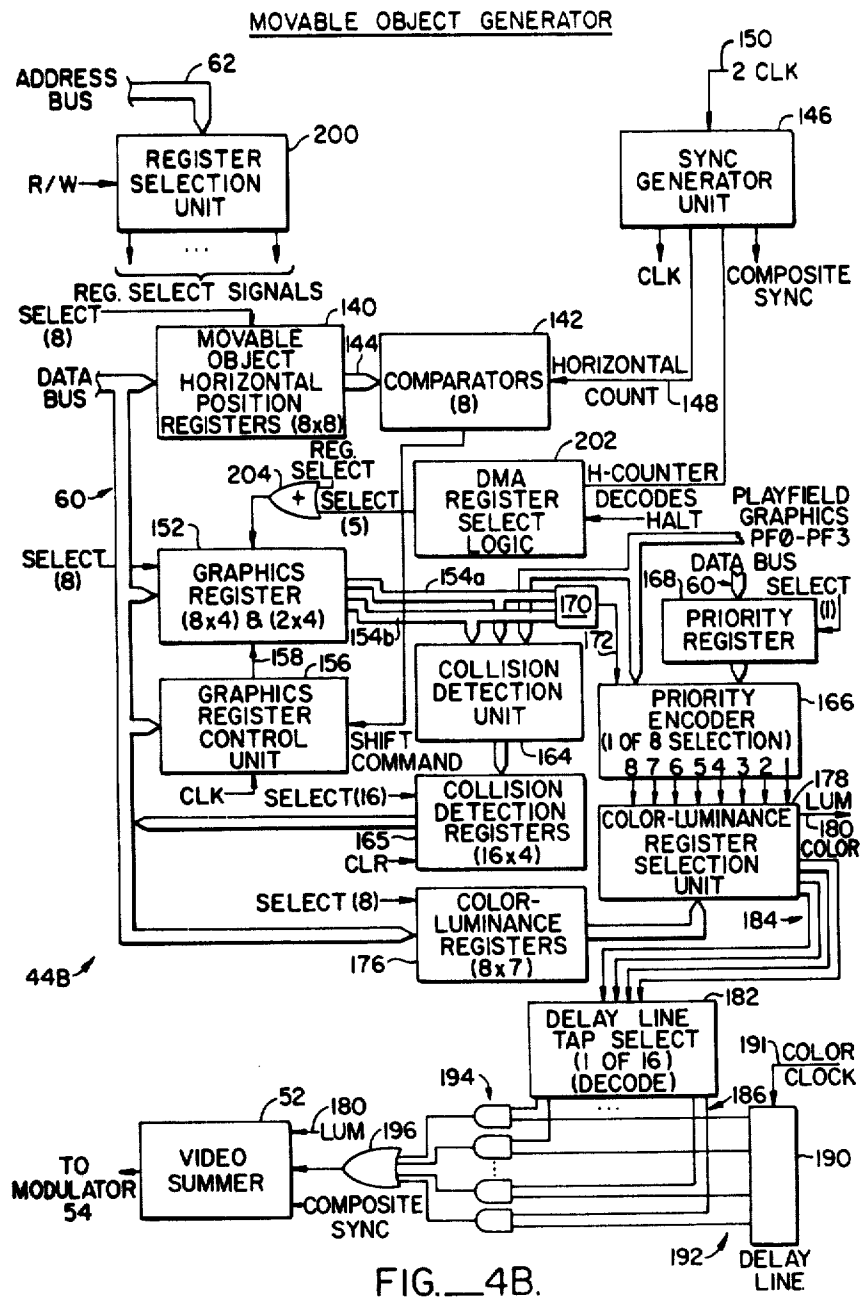 MOVABLE OBJECT GENERATOR
62
ADDRESS
BUS
200
REGISTER
SELECTION
UNIT
R/W
...
REG. SELECT SIGNALS
150
2 CLK
146
SYNC
GENERATOR
UNIT
CLK
COMPOSITE
SYNC
SELECT
(8)
140
MOVABLE
OBJECT
HORIZONTAL
POSITION
REGISTERS (8x8)
144
142
COMPARATORS
(8)
HORIZONTAL
COUNT
148
DATA
BUS
60
204
REG.
SELECT
+
SELECT
(5)
202
DMA
REGISTER
SELECT
LOGIC
H-COUNTER
DECODES
HALT
PLAYFIELD
GRAPHICS
PF0-PF3
152
SELECT
(8)
GRAPHICS
REGISTER
(8x4) & (2x4)
154a
154b
170
172
DATA BUS
168
60
SELECT
(1)
PRIORITY
REGISTER
158
156
GRAPHICS
REGISTER
CONTROL
UNIT
CLK
SHIFT
COMMAND
COLLISION
DETECTION
UNIT
164
PRIORITY
ENCODER
(1 OF 8 SELECTION)
8 7 6 5 4 3 2 1
166
SELECT (16)
COLLISION
DETECTION
REGISTERS
(16x4)
165
CLR
178
COLOR-LUMINANCE
REGISTER
SELECTION
UNIT
LUM
180
COLOR
184
SELECT (8)
COLOR-
LUMINANCE
REGISTERS
(8x7)
176
44B
182
DELAY LINE
TAP SELECT
(1 OF 16)
(DECODE)
191
COLOR
CLOCK
186
...
194
196
52
180
LUM
VIDEO
SUMMER
TO
MODULATOR
54
COMPOSITE
SYNC
190
192
DELAY
LINE
FIG.__4B.